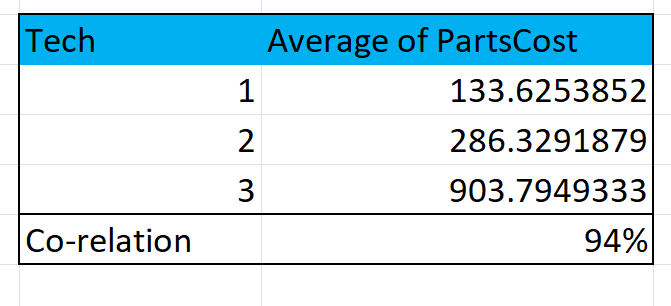 Tech Average of PartsCost
1 133.6253852
2 286.3291879
3 903.7949333
Co-relation 94%